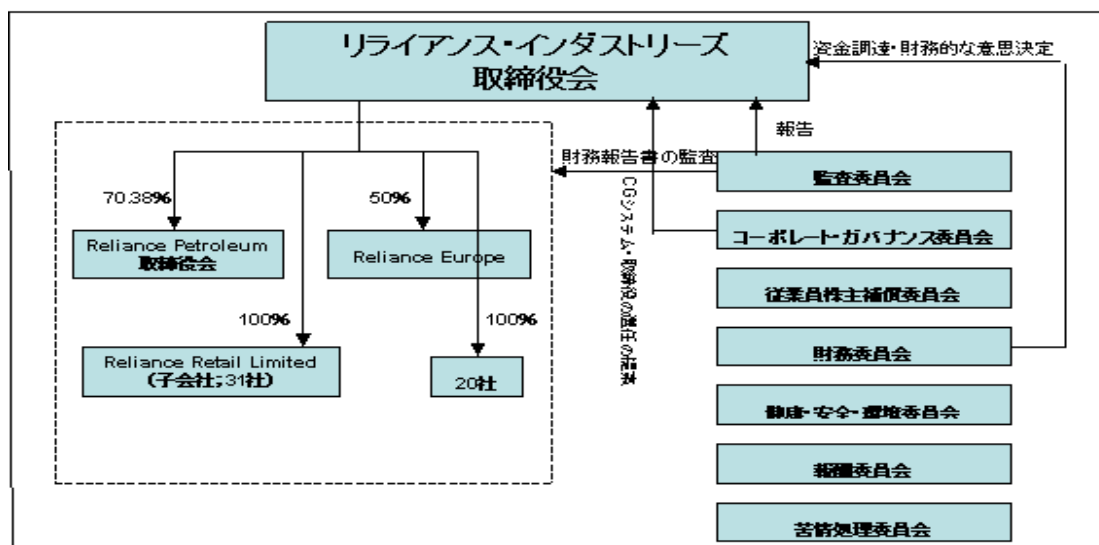 リライアンス・インダストリーズ
取締役会
資金調達・財務的な意思決定
報告
財務報告書の監査
監査委員会
CGシステム・取締役の選任の提案
70.38%
50%
Reliance Petroleum
取締役会
Reliance Europe
コーポレート・ガバナンス委員会
従業員株主補償委員会
100%
100%
Reliance Retail Limited
(子会社;31社)
20社
財務委員会
健康・安全・環境委員会
報酬委員会
苦情処理委員会